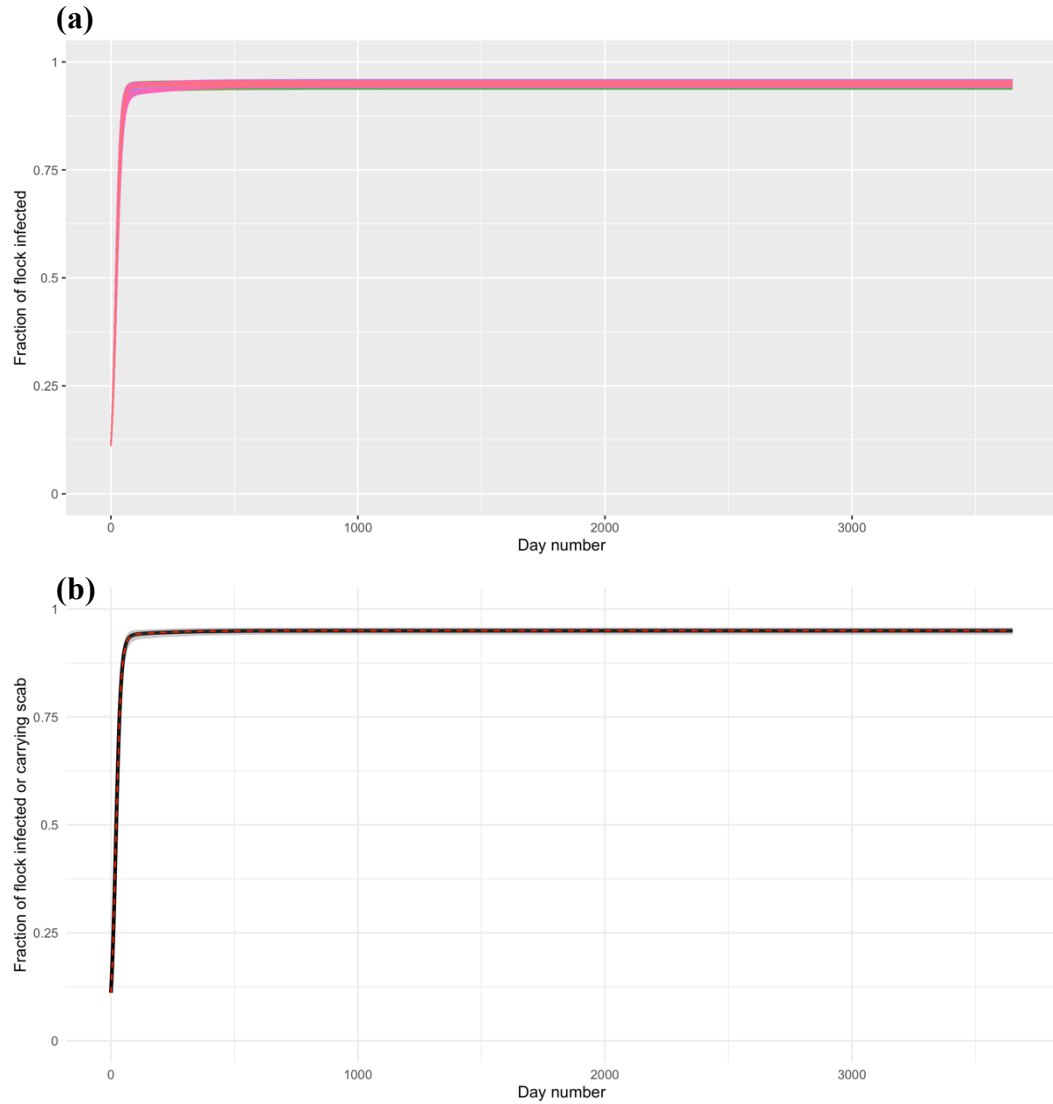 (a)
1
0.75
0.5
0.25
0
Fraction of flock infected
0 1000 2000 3000
Day number
(b)
1
0.75
0.5
0.25
0
Fraction of flock infected or carrying scab
0 1000 2000 3000
Day number